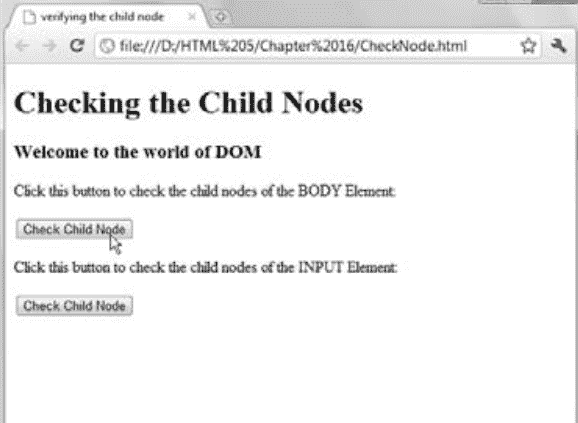 verifying the child node
file:///D:/HTML%205/Chapter%2016/CheckNode.html
Checking the Child Nodes
Welcome to the world of DOM
Click this button to check the child nodes of the BODY Element:
Check Child Node
Click this button to check the child nodes of the INPUT Element:
Check Child Node